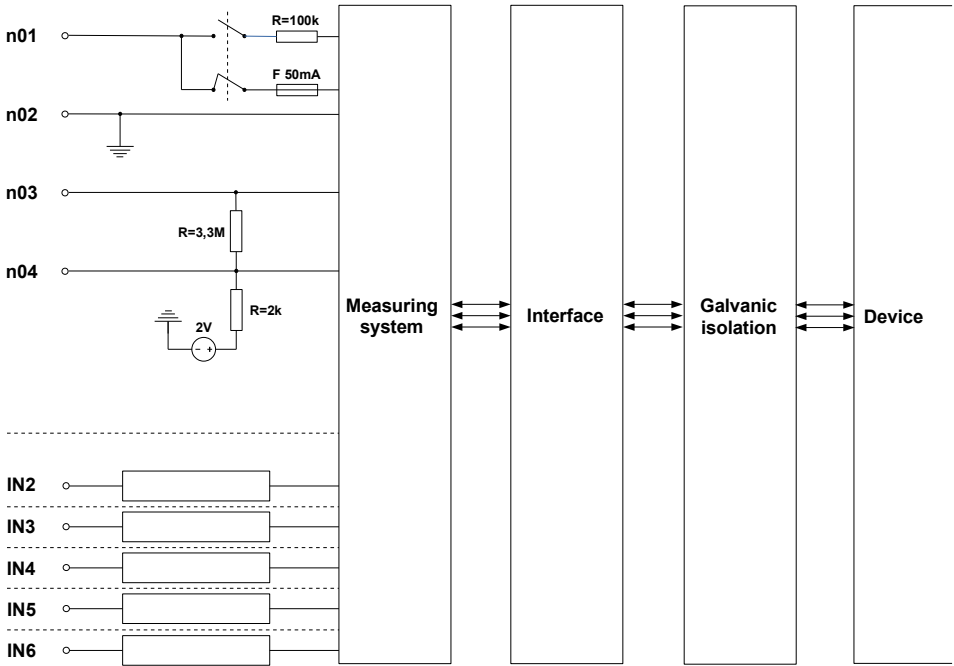 n01
R=100k
F 50mA
n02
n03
R=3,3M
n04
R=2k
2V
− +
Measuring
system
Interface
Galvanic
isolation
Device
IN2
IN3
IN4
IN5
IN6